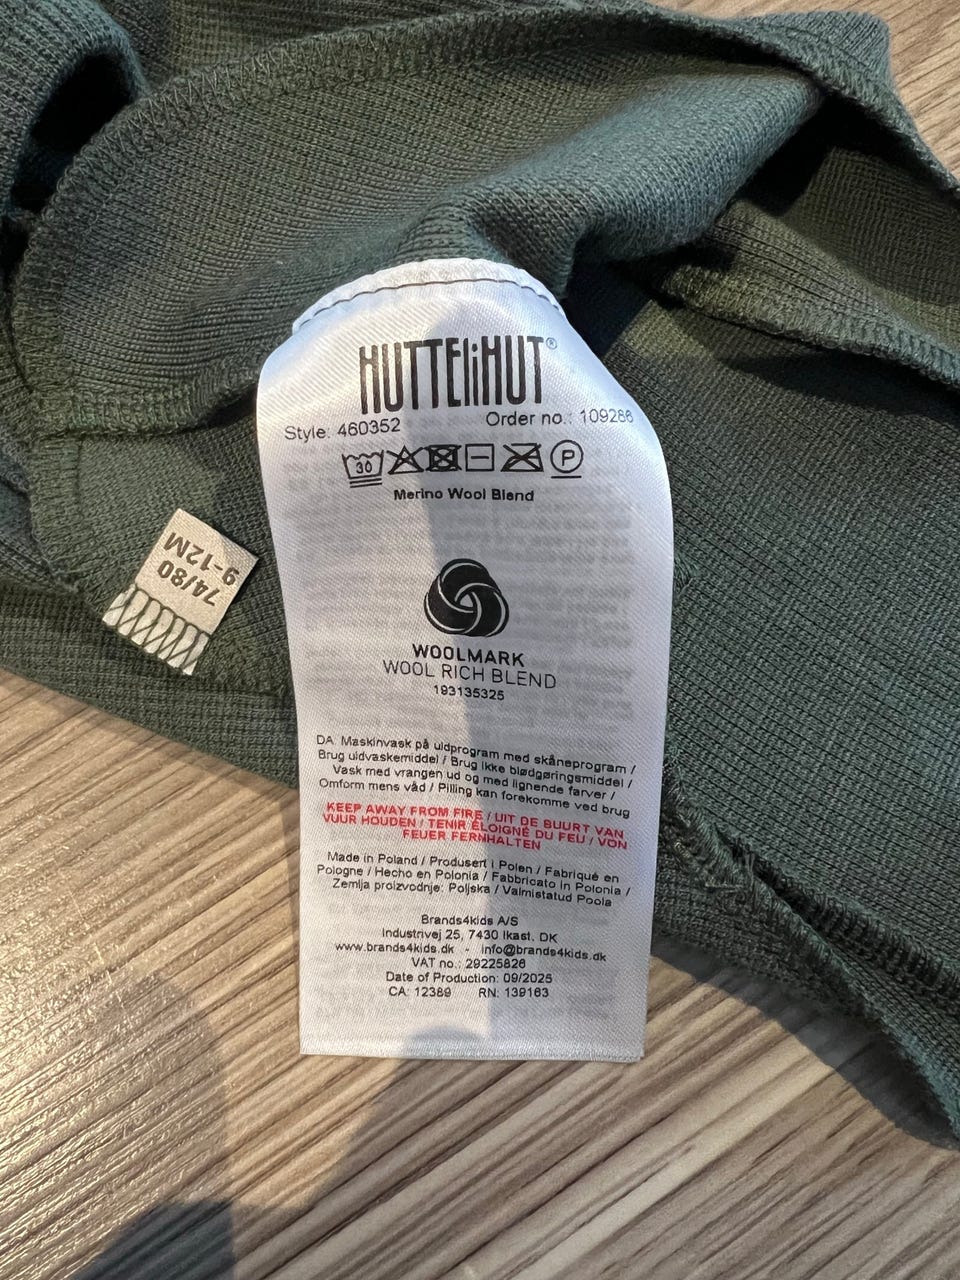 HUTTELiHUT®
Style: 460352 Order no.: 109286
30 P
Merino Wool Blend
WOOLMARK
WOOL RICH BLEND
193135325
DA: Maskinvask på uldprogram med skåneprogram /
Brug uldvaskemiddel / Brug ikke blødgøringsmiddel /
Vask med vrangen ud og med lignende farver /
Omform mens våd / Pilling kan forekomme ved brug
KEEP AWAY FROM FIRE / UIT DE BUURT VAN
VUUR HOUDEN / TENIR ÉLOIGNÉ DU FEU / VON
FEUER FERNHALTEN
Made in Poland / Produsert i Polen / Fabriqué en
Pologne / Hecho en Polonia / Fabbricato in Polonia /
Zemlja proizvodnje: Poljska / Valmistatud Poola
Brands4kids A/S
Industrivej 25, 7430 Ikast, DK
www.brands4kids.dk - info@brands4kids.dk
VAT no.: 29225826
Date of Production: 09/2025
CA: 12389 RN: 139163
74/80
9-12M